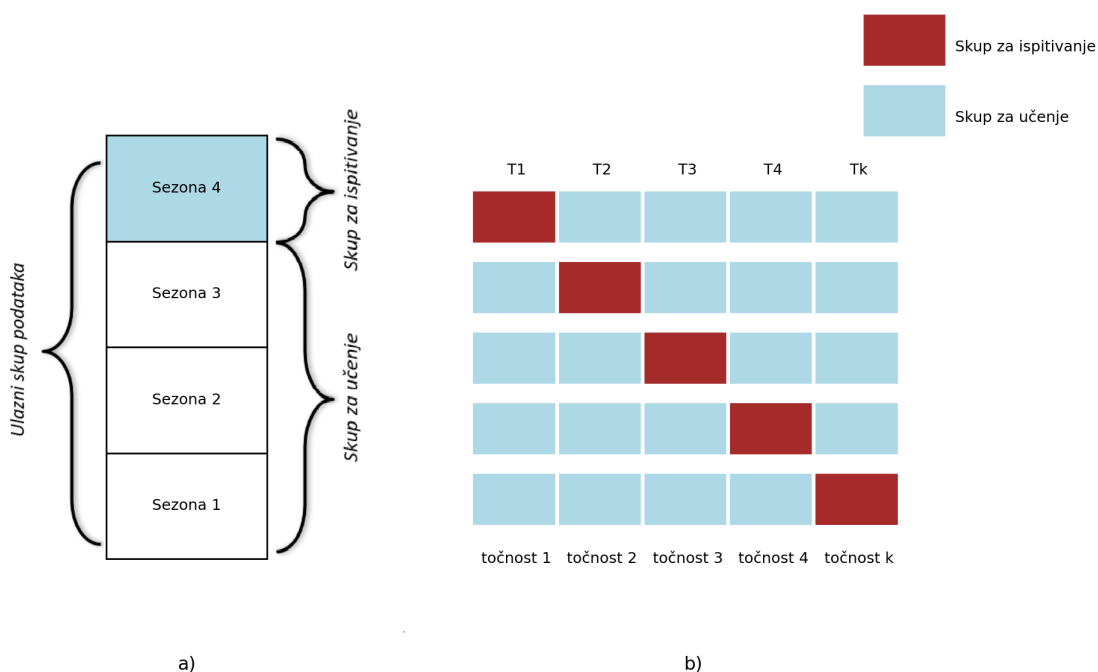 Ulazni skup podataka
Sezona 4
Sezona 3
Sezona 2
Sezona 1
Skup za ispitivanje
Skup za učenje
a)
Skup za ispitivanje
Skup za učenje
T1 T2 T3 T4 Tk
točnost 1 točnost 2 točnost 3 točnost 4 točnost k
b)